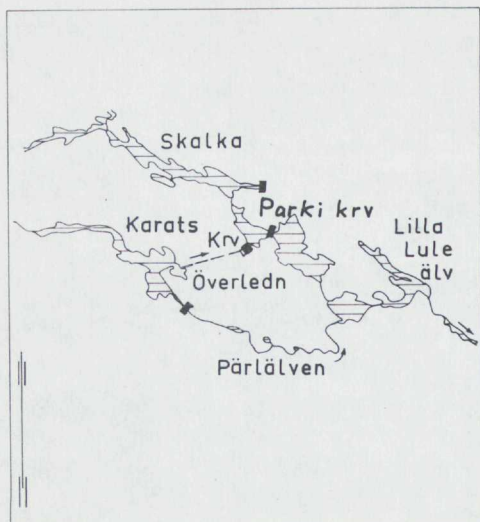 Skalka
Parki krv
Karats
Krv
Lilla
Lule
älv
Överledn
Pärlälven